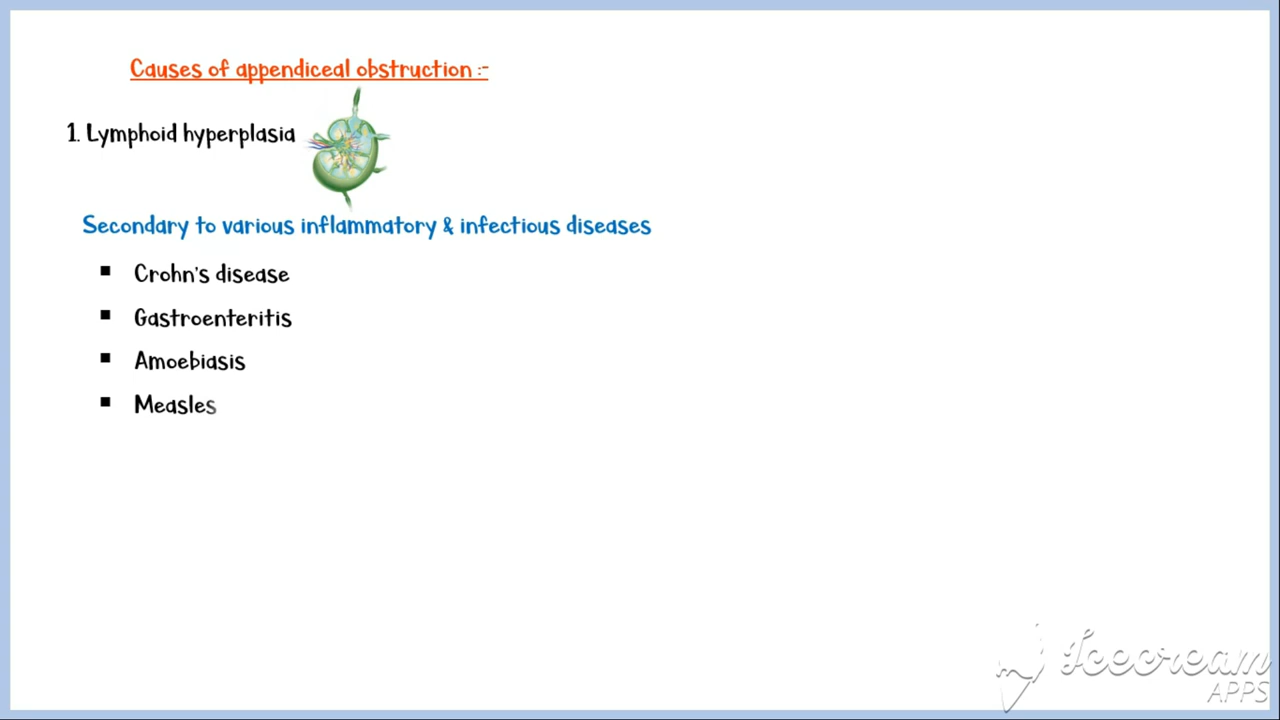 Causes of appendiceal obstruction :-
1. Lymphoid hyperplasia
Secondary to various inflammatory & infectious diseases
▪ Crohn's disease
▪ Gastroenteritis
▪ Amoebiasis
▪ Measles
Icecream
APPS